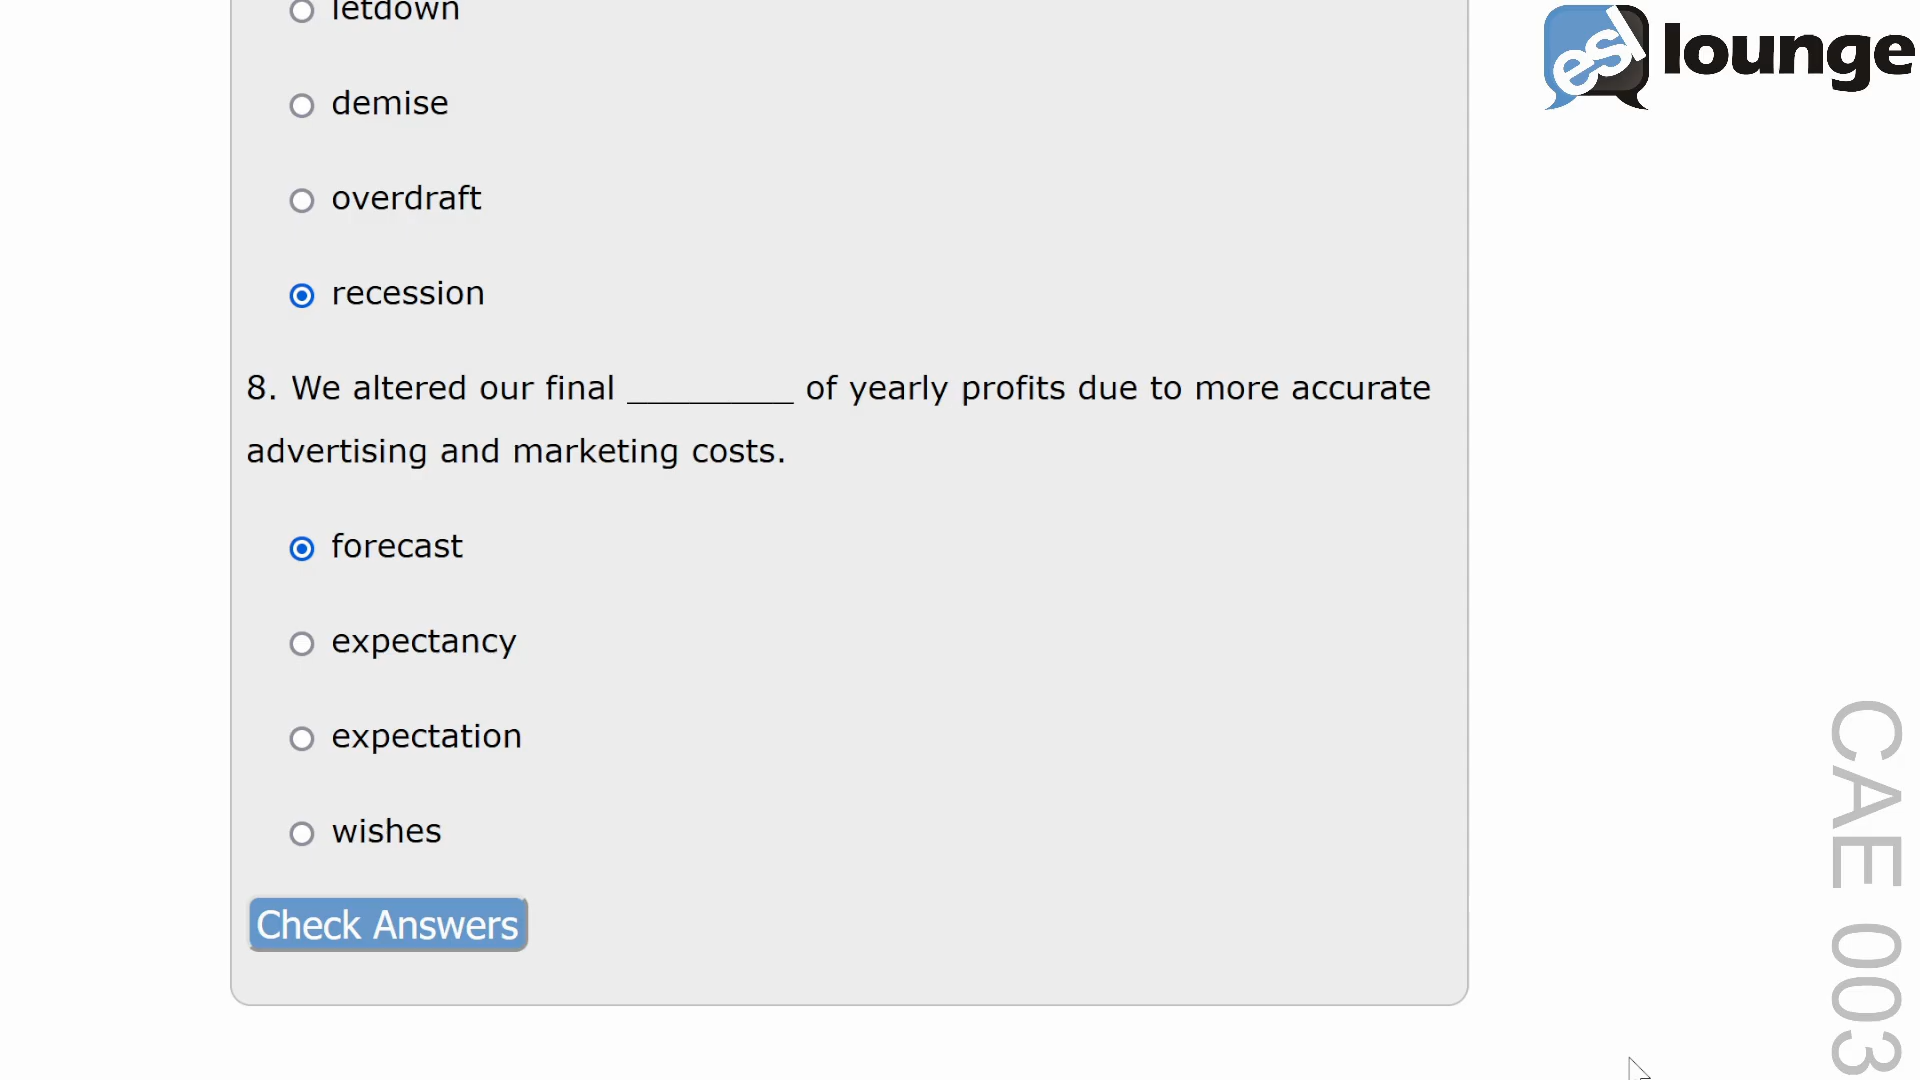 letdown
esl lounge
demise
overdraft
recession
8. We altered our final __________ of yearly profits due to more accurate
advertising and marketing costs.
forecast
expectancy
expectation
wishes
Check Answers
CAE 003